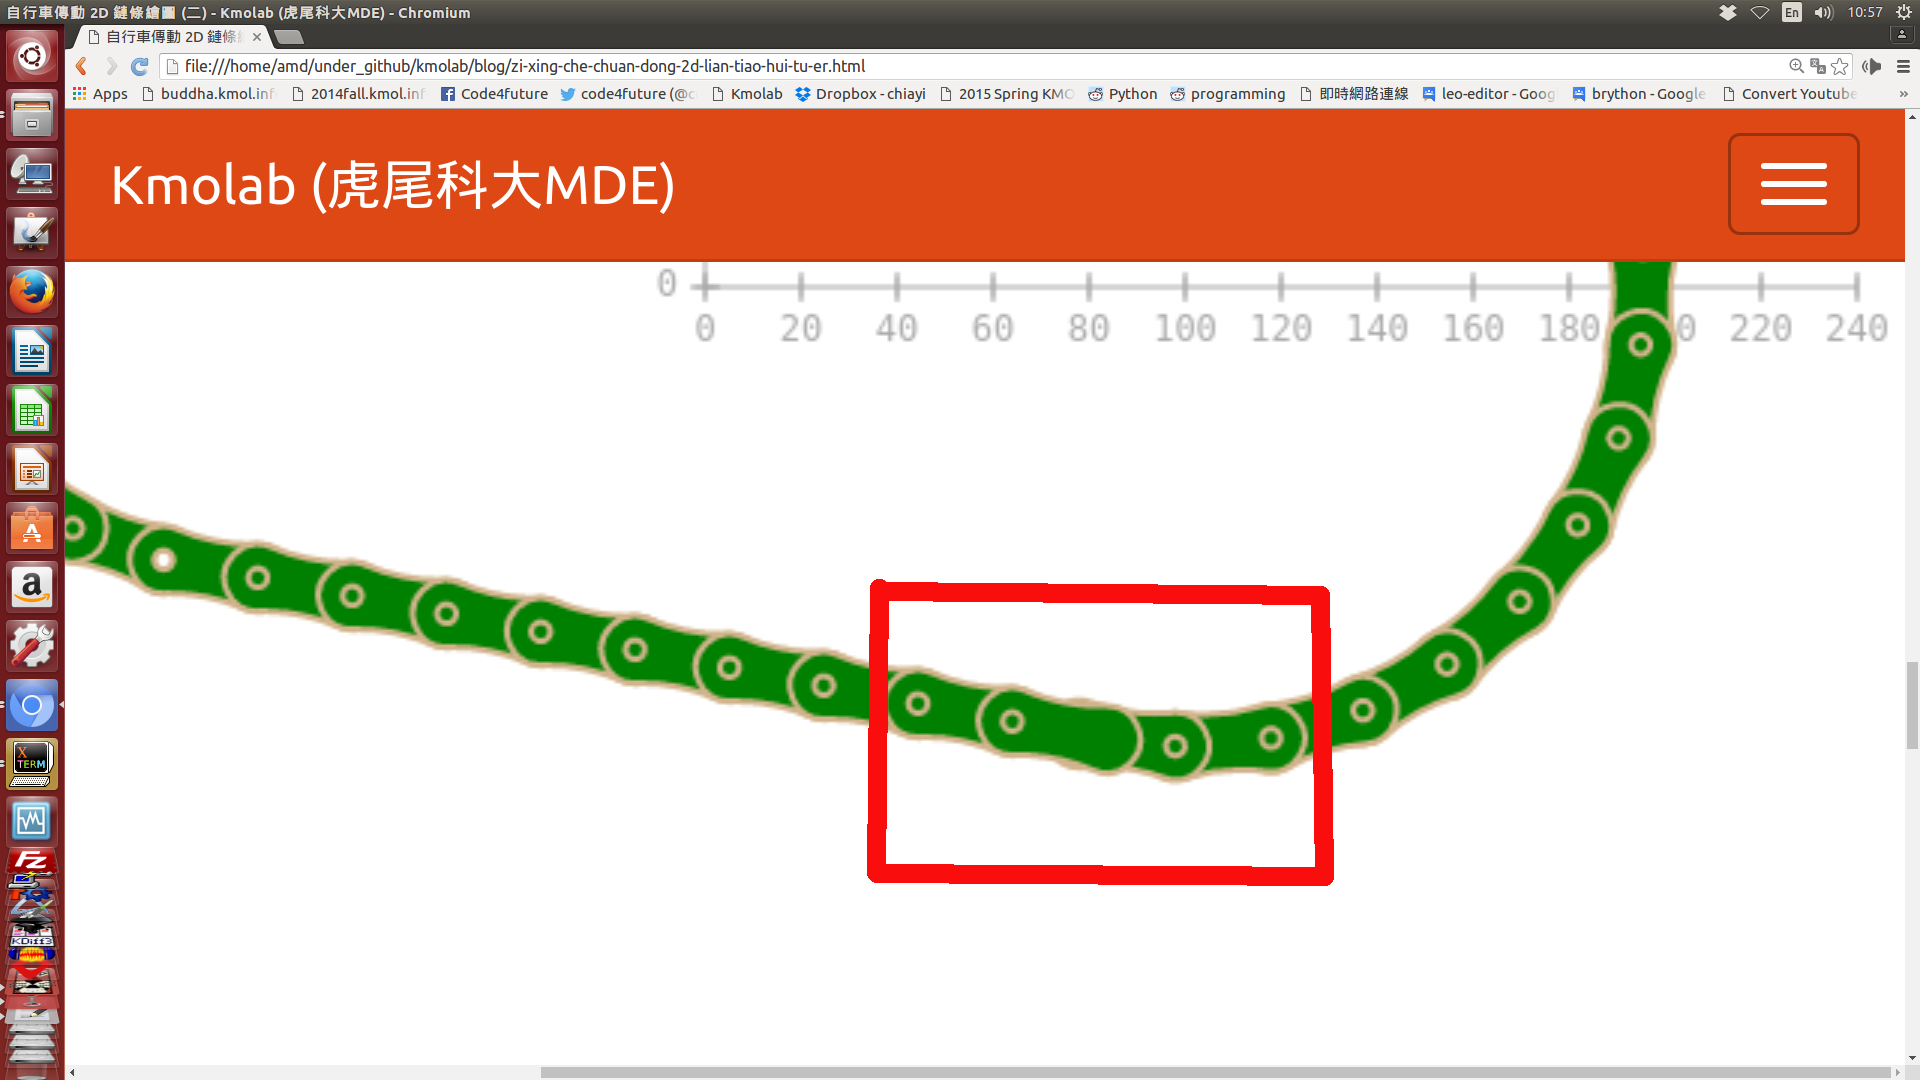 自行車傳動 2D 鏈條繪圖 (二) - Kmolab (虎尾科大MDE) - Chromium
En
10:57
自行車傳動 2D 鏈條
file:///home/amd/under_github/kmolab/blog/zi-xing-che-chuan-dong-2d-lian-tiao-hui-tu-er.html
Apps buddha.kmol.inf 2014fall.kmol.inf Code4future code4future (@c Kmolab Dropbox - chiayi 2015 Spring KMO Python programming 即時網路連線 leo-editor - Goog brython - Google Convert Youtube »
Kmolab (虎尾科大MDE)
0
0 20 40 60 80 100 120 140 160 180 0 220 240
A
a
X
TERM
FZ
KDiff3